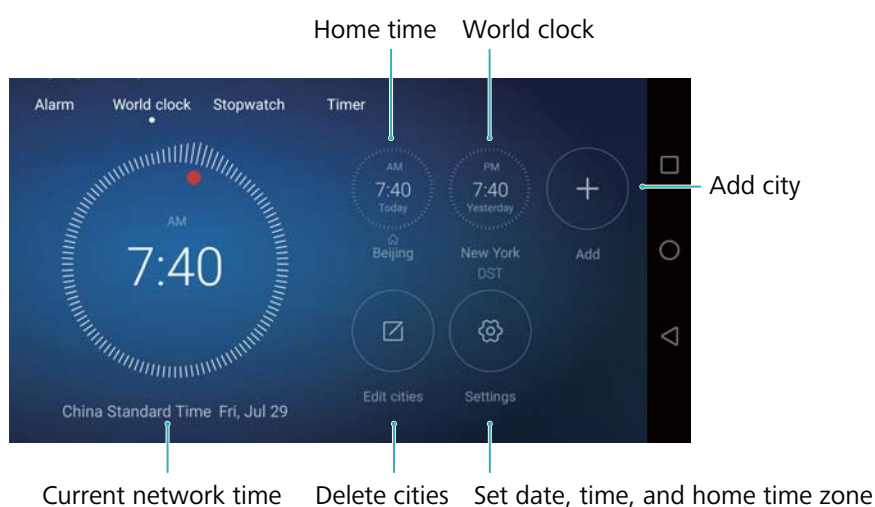 Home time World clock
Alarm World clock Stopwatch Timer
AM
7:40
Today
Beijing
PM
7:40
Yesterday
New York
DST
Add
Add city
AM
7:40
China Standard Time Fri, Jul 29
Edit cities
Settings
Current network time Delete cities Set date, time, and home time zone